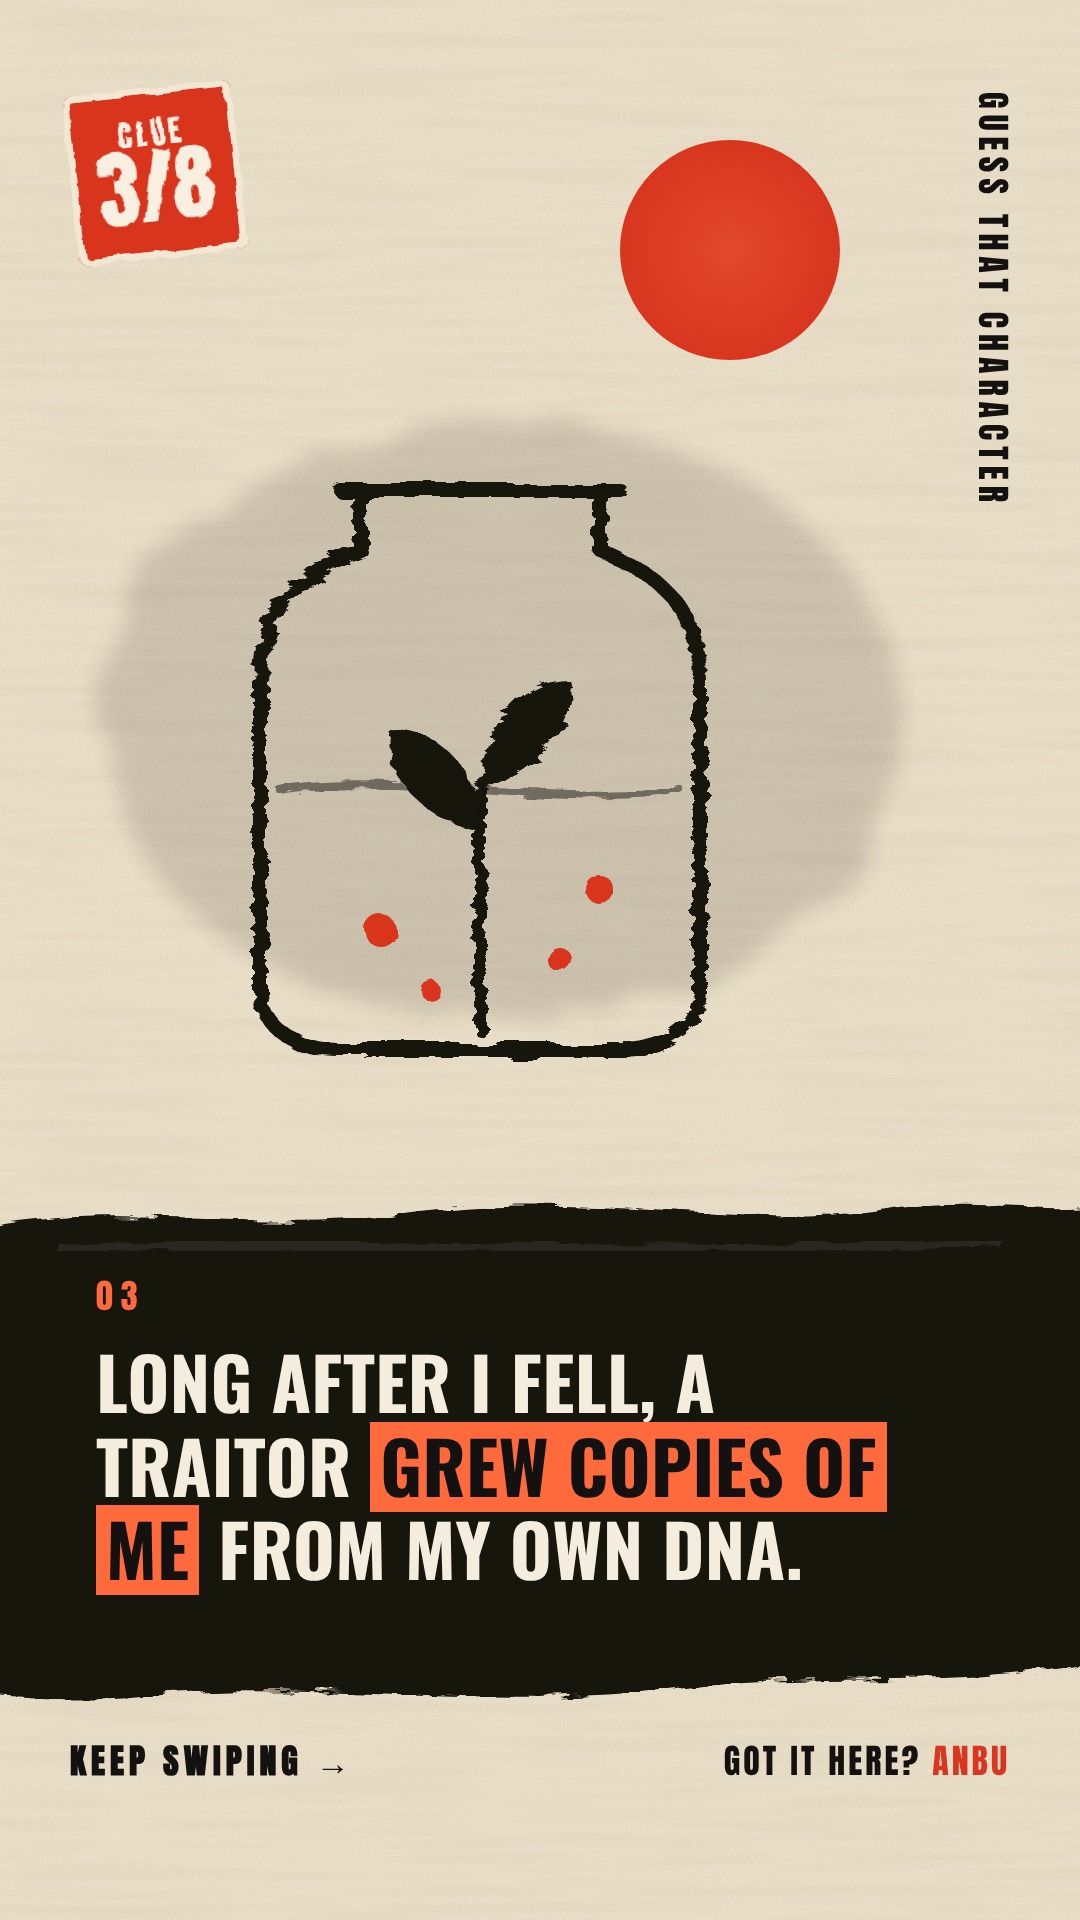 CLUE
3/8
GUESS THAT CHARACTER
03
LONG AFTER I FELL, A
TRAITOR GREW COPIES OF
ME FROM MY OWN DNA.
KEEP SWIPING →
GOT IT HERE? ANBU